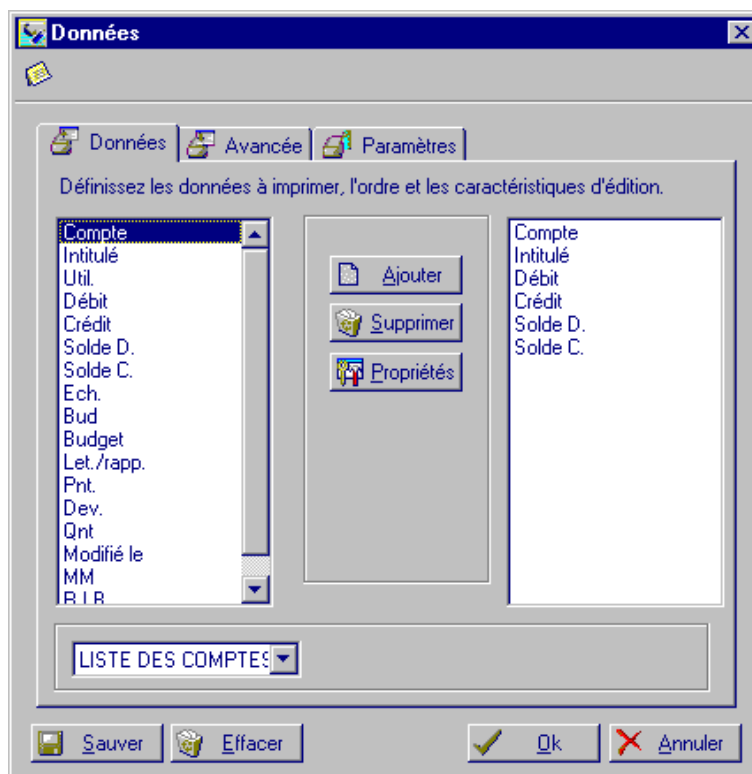 Données
Données Avancée Paramètres
Définissez les données à imprimer, l'ordre et les caractéristiques d'édition.
Compte
Intitulé
Util.
Débit
Crédit
Solde D.
Solde C.
Ech.
Bud
Budget
Let./rapp.
Pnt.
Dev.
Qnt
Modifié le
MM
R.I.B
Ajouter
Supprimer
Propriétés
Compte
Intitulé
Débit
Crédit
Solde D.
Solde C.
LISTE DES COMPTES
Sauver Effacer Ok Annuler